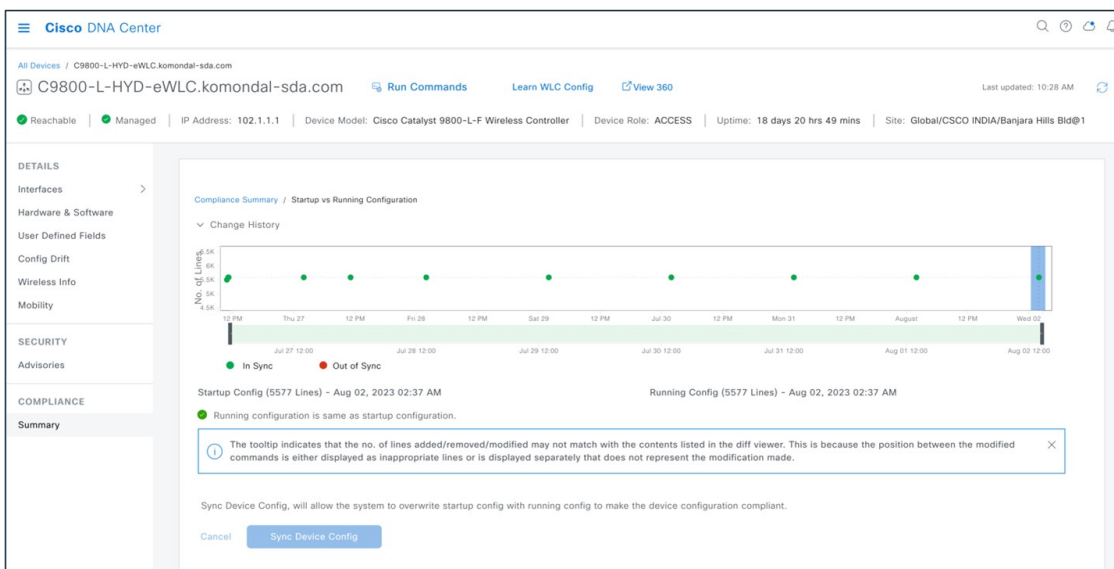 Cisco DNA Center
All Devices / C9800-L-HYD-eWLC.komondal-sda.com
C9800-L-HYD-eWLC.komondal-sda.com Run Commands Learn WLC Config View 360 Last updated: 10:28 AM
Reachable Managed IP Address: 102.1.1.1 Device Model: Cisco Catalyst 9800-L-F Wireless Controller Device Role: ACCESS Uptime: 18 days 20 hrs 49 mins Site: Global/CSCO INDIA/Banjara Hills Bld@1
DETAILS
Interfaces
Hardware & Software
User Defined Fields
Config Drift
Wireless Info
Mobility
SECURITY
Advisories
COMPLIANCE
Summary
Compliance Summary / Startup vs Running Configuration
Change History
No. of Lines
6K
5K
4.5K
12 PM Thu 27 12 PM Fri 28 12 PM Sat 29 12 PM Jul 30 12 PM Mon 31 12 PM August 12 PM Wed 02
Jul 27 12:00 Jul 28 12:00 Jul 29 12:00 Jul 30 12:00 Jul 31 12:00 Aug 01 12:00 Aug 02 12:00
In Sync Out of Sync
Startup Config (5577 Lines) - Aug 02, 2023 02:37 AM Running Config (5577 Lines) - Aug 02, 2023 02:37 AM
Running configuration is same as startup configuration.
The tooltip indicates that the no. of lines added/removed/modified may not match with the contents listed in the diff viewer. This is because the position between the modified
commands is either displayed as inappropriate lines or is displayed separately that does not represent the modification made.
Sync Device Config, will allow the system to overwrite startup config with running config to make the device configuration compliant.
Cancel Sync Device Config